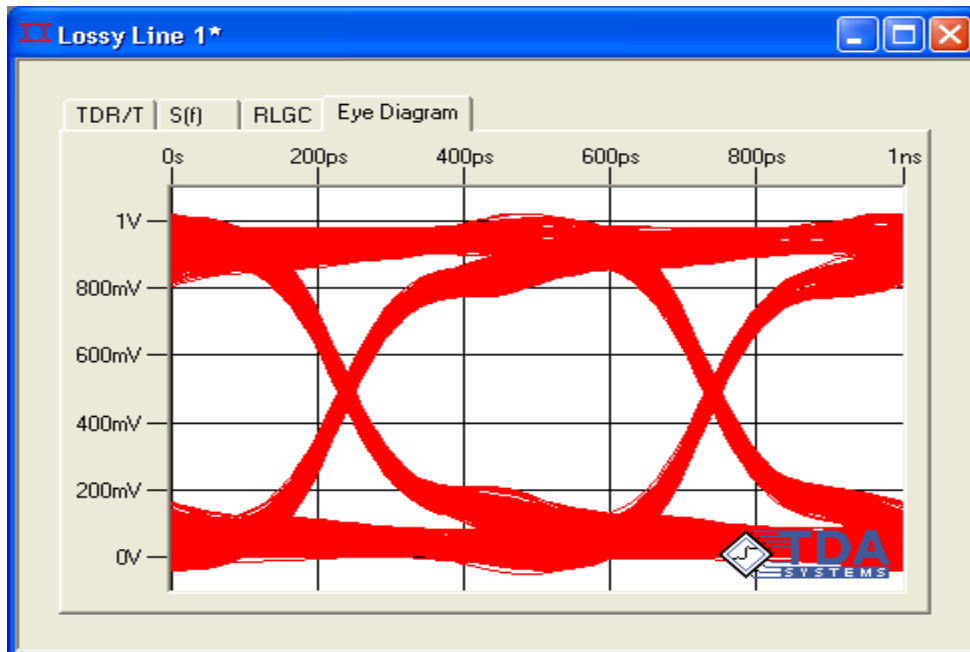 Lossy Line 1*
TDR/T S(f) RLGC Eye Diagram
0s 200ps 400ps 600ps 800ps 1ns
1V
800mV
600mV
400mV
200mV
0V
TDA
SYSTEMS